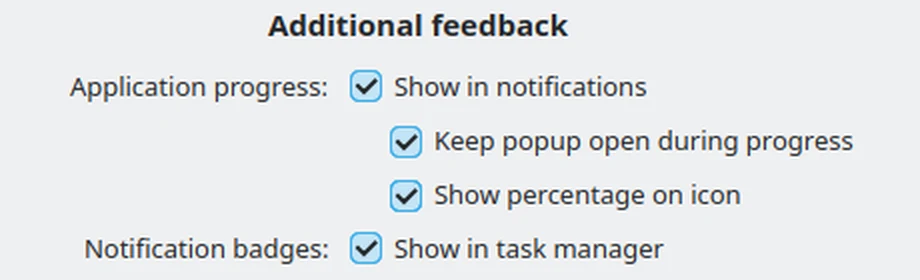 Additional feedback
Application progress: Show in notifications
Keep popup open during progress
Show percentage on icon
Notification badges: Show in task manager